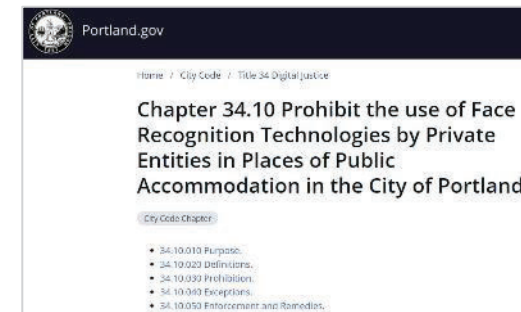 Portland.gov
Home / City Code / Title 34 Digital Justice
Chapter 34.10 Prohibit the use of Face
Recognition Technologies by Private
Entities in Places of Public
Accommodation in the City of Portland
City Code Chapter
• 34.10.010 Purpose.
• 34.10.020 Definitions.
• 34.10.030 Prohibition.
• 34.10.040 Exceptions.
• 34.10.050 Enforcement and Remedies.